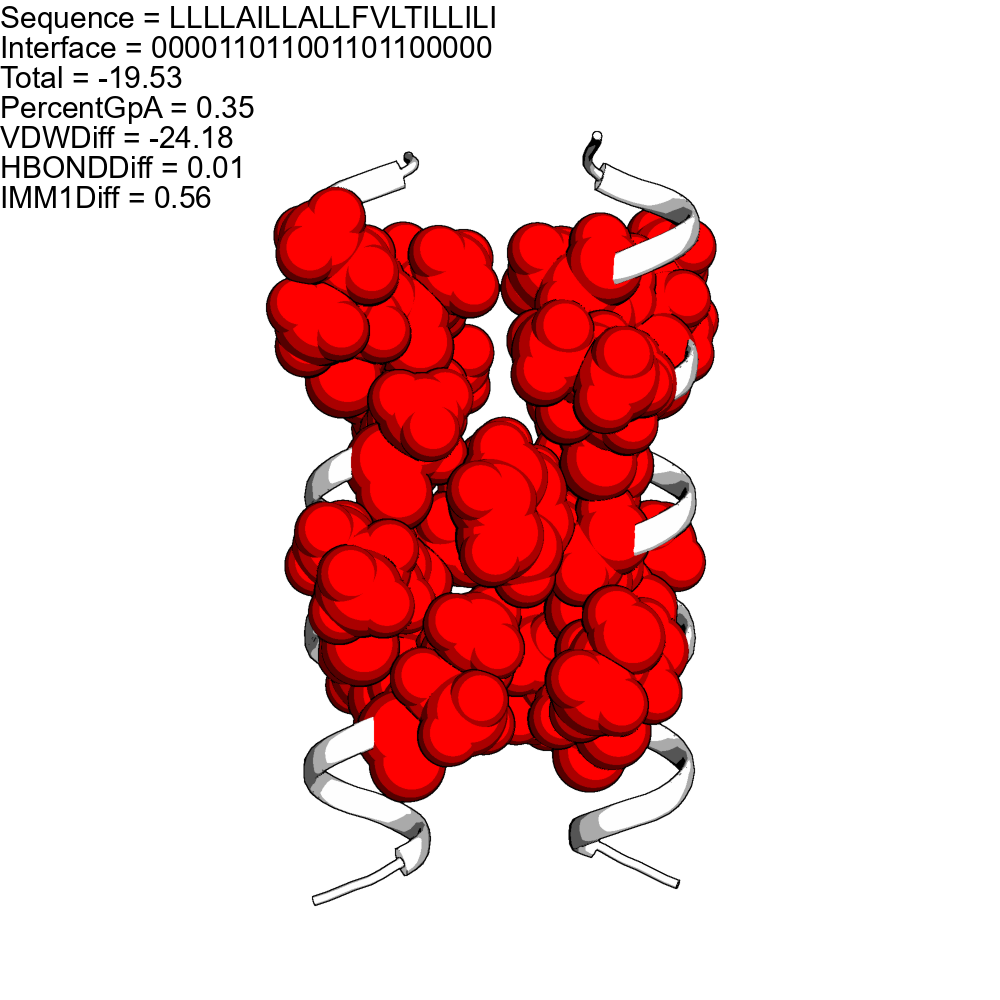 Sequence = LLLLAILLALLFVLTILLILI
Interface = 000011011001101100000
Total = -19.53
PercentGpA = 0.35
VDWDiff = -24.18
HBONDDiff = 0.01
IMM1Diff = 0.56